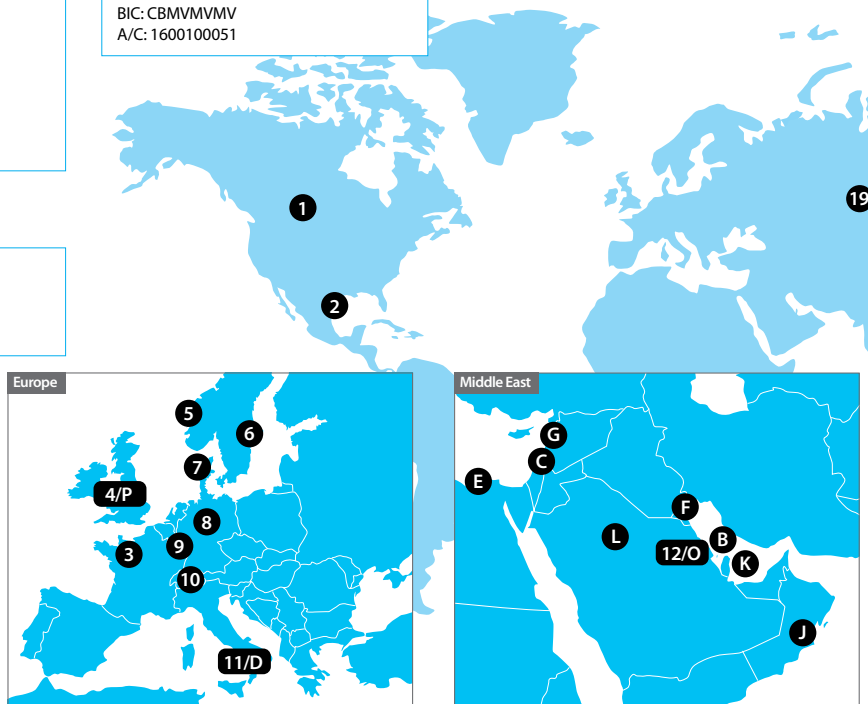 BIC: CBMVMVMV
A/C: 1600100051
1
19
2
Europe
5
6
7
4/P
8
9
3
10
11/D
Middle East
G
C
E
F
L
B
12/O
K
J